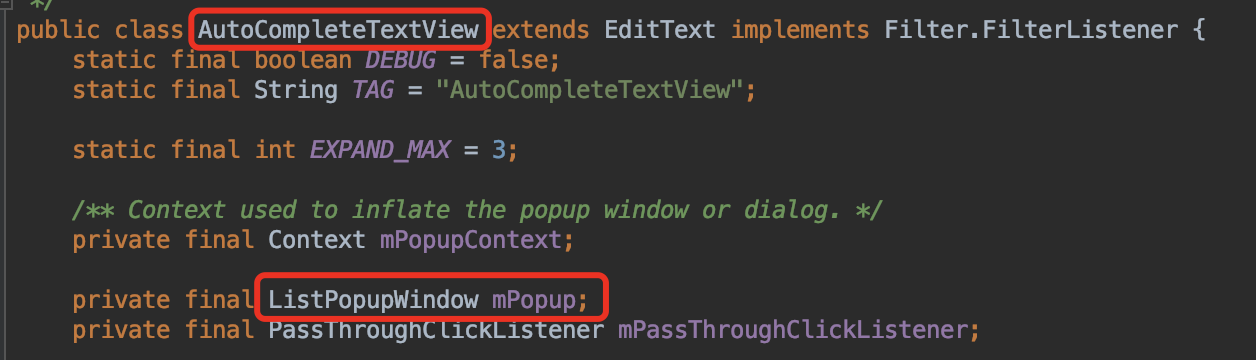 */
public class AutoCompleteTextView extends EditText implements Filter.FilterListener {
static final boolean DEBUG = false;
static final String TAG = "AutoCompleteTextView";
static final int EXPAND_MAX = 3;
/** Context used to inflate the popup window or dialog. */
private final Context mPopupContext;
private final ListPopupWindow mPopup;
private final PassThroughClickListener mPassThroughClickListener;